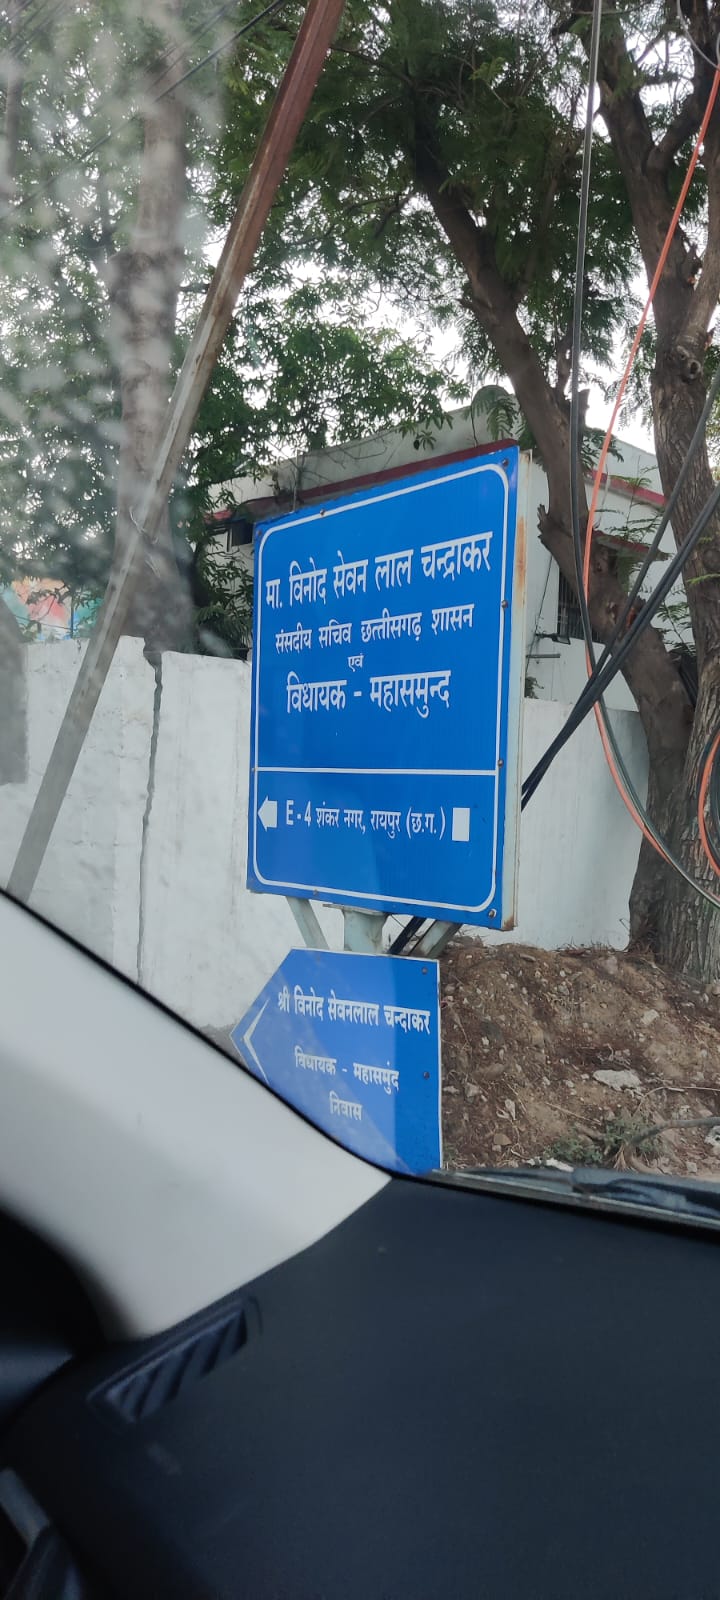 मा. विनोद सेवन लाल चन्द्राकर
संसदीय सचिव छत्तीसगढ़ शासन
एवं
विधायक - महासमुन्द
E-4 शंकर नगर, रायपुर (छ.ग.)
श्री विनोद सेवनलाल चन्दाकर
विधायक - महासमुंद
निवास